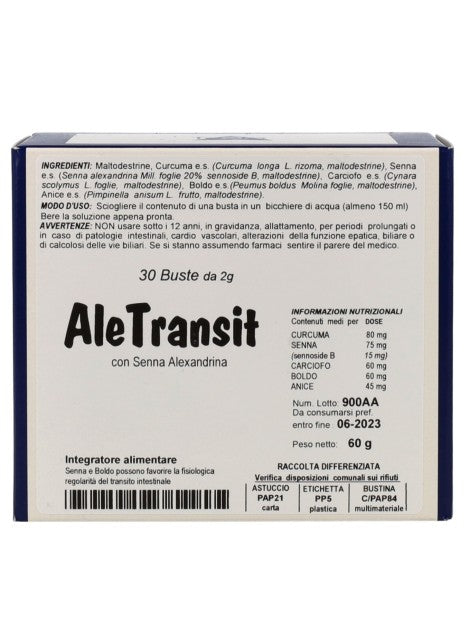 INGREDIENTI: Maltodestrine, Curcuma e.s. (Curcuma longa L. rizoma, maltodestrine), Senna
e.s. (Senna alexandrina Mill. foglie 20% sennoside B, maltodestrine), Carciofo e.s. (Cynara
scolymus L. foglie, maltodestrine), Boldo e.s.(Peumus boldus Molina foglie, maltodestrine),
Anice e.s. (Pimpinella anisum L. frutto, maltodestrine).
MODO D'USO: Sciogliere il contenuto di una busta in un bicchiere di acqua (almeno 150 ml)
Bere la soluzione appena pronta.
AVVERTENZE: NON usare sotto i 12 anni, in gravidanza, allattamento, per periodi prolungati o
in caso di patologie intestinali, cardio vascolari, alterazioni della funzione epatica, biliare o
di calcolosi delle vie biliari. Se si stanno assumendo farmaci sentire il parere del medico.
30 Buste da 2g
AleTransit
con Senna Alexandrina
INFORMAZIONI NUTRIZIONALI
Contenuti medi per DOSE
CURCUMA 80 mg
SENNA 75 mg
(sennoside B 15 mg)
CARCIOFO 60 mg
BOLDO 60 mg
ANICE 45 mg
Num. Lotto: 900AA
Da consumarsi pref.
entro fine 06-2023
Peso netto: 60 g
Integratore alimentare
Senna e Boldo possono favorire la fisiologica
regolarità del transito intestinale
RACCOLTA DIFFERENZIATA
Verifica disposizioni comunali sui rifiuti
ASTUCCIO ETICHETTA BUSTINA
PAP21 PP5 C/PAP84
carta plastica multimateriale